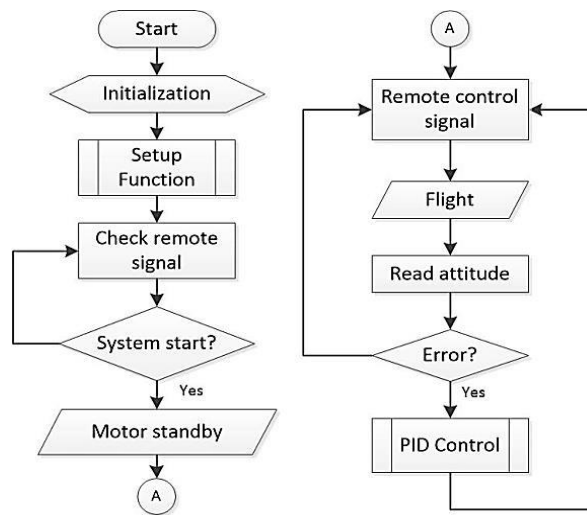 Start
Initialization
Setup
Function
Check remote
signal
System start?
Yes
Motor standby
A
A
Remote control
signal
Flight
Read attitude
Error?
Yes
PID Control